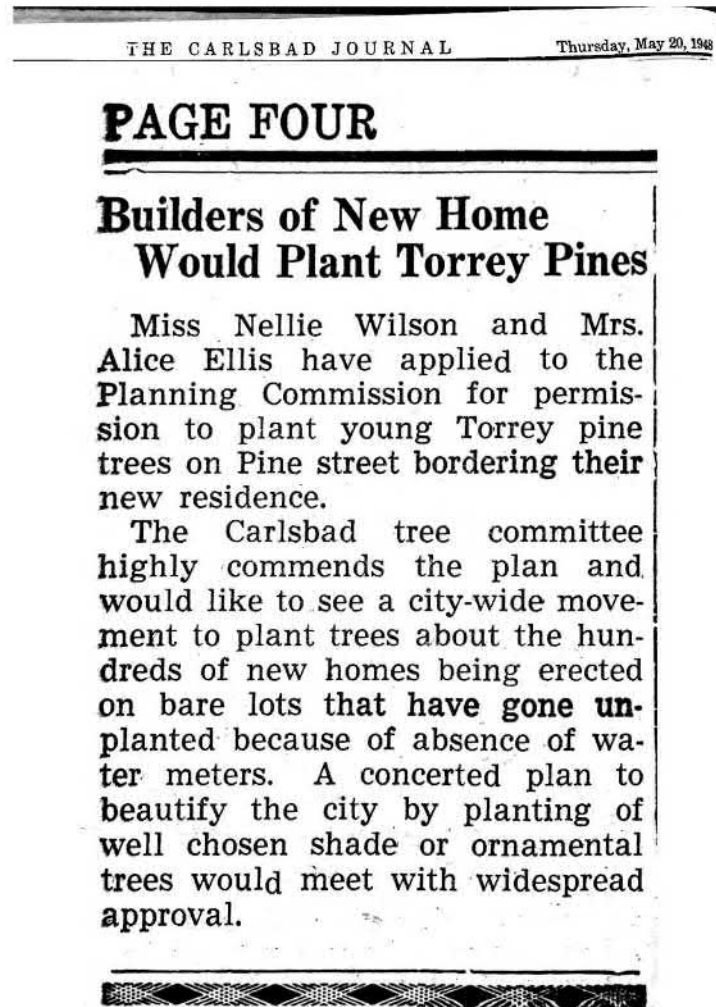 THE CARLSBAD JOURNAL Thursday, May 20, 1948
PAGE FOUR
Builders of New Home
Would Plant Torrey Pines
Miss Nellie Wilson and Mrs.
Alice Ellis have applied to the
Planning Commission for permis-
sion to plant young Torrey pine
trees on Pine street bordering their
new residence.
The Carlsbad tree committee
highly commends the plan and
would like to see a city-wide move-
ment to plant trees about the hun-
dreds of new homes being erected
on bare lots that have gone un-
planted because of absence of wa-
ter meters. A concerted plan to
beautify the city by planting of
well chosen shade or ornamental
trees would meet with widespread
approval.